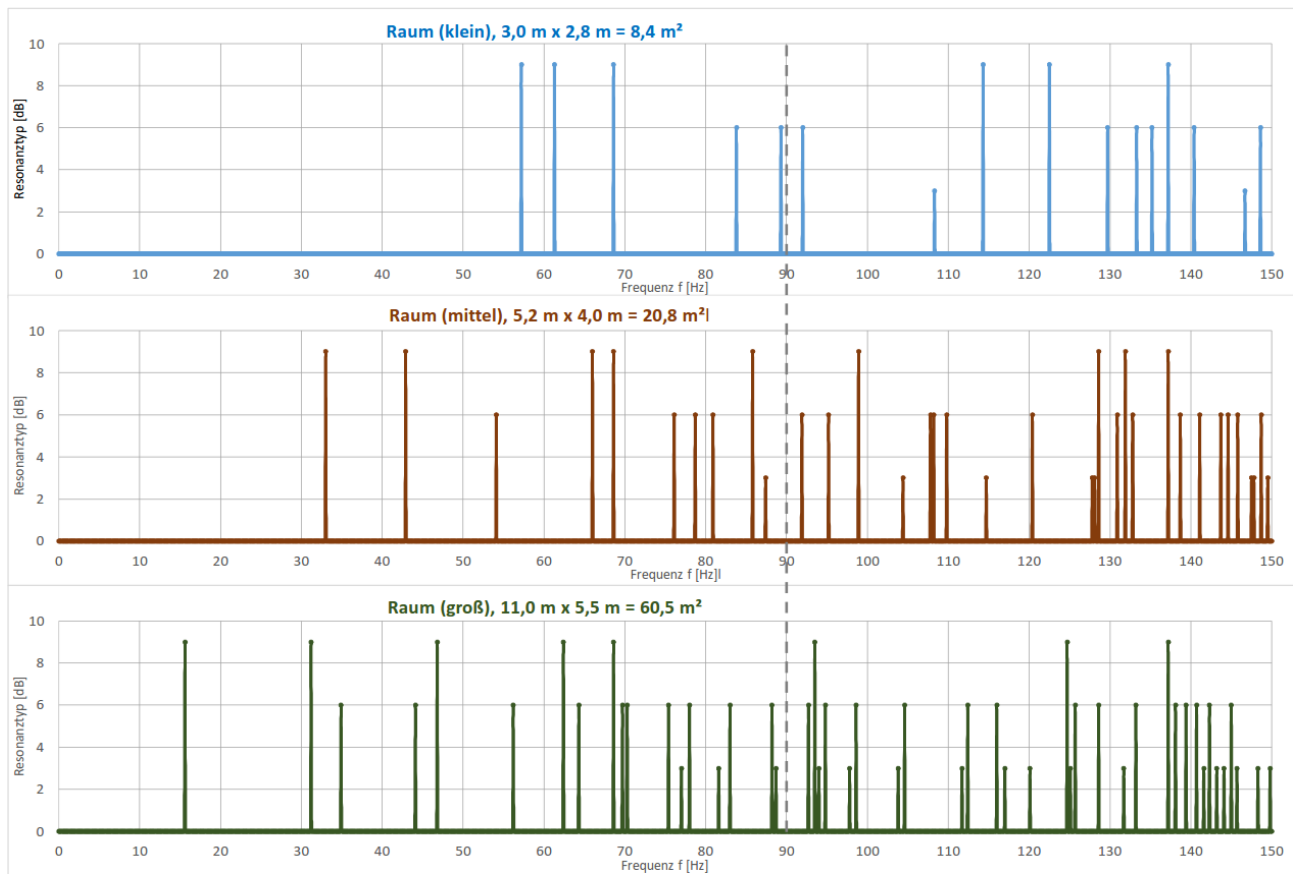 Raum (klein), 3,0 m x 2,8 m = 8,4 m²
Resonanztyp [dB]
10
8
6
4
2
0
0 10 20 30 40 50 60 70 80 90 100 110 120 130 140 150
Frequenz f [Hz]
Raum (mittel), 5,2 m x 4,0 m = 20,8 m²l
Resonanztyp [dB]
10
8
6
4
2
0
0 10 20 30 40 50 60 70 80 90 100 110 120 130 140 150
Frequenz f [Hz]l
Raum (groß), 11,0 m x 5,5 m = 60,5 m²
Resonanztyp [dB]
10
8
6
4
2
0
0 10 20 30 40 50 60 70 80 90 100 110 120 130 140 150
Frequenz f [Hz]